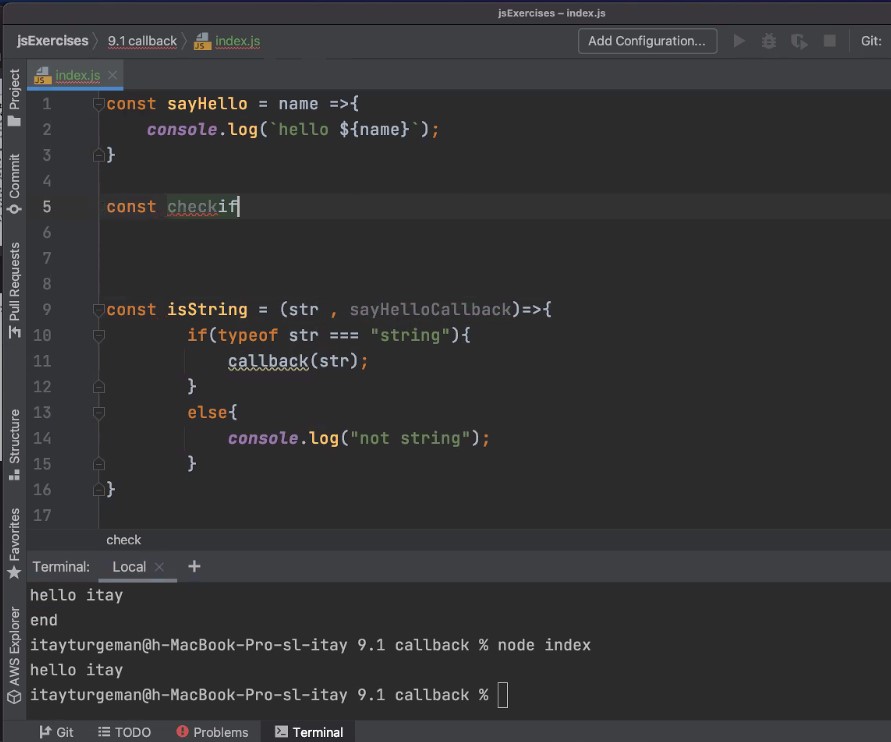 jsExercises – index.js
jsExercises 9.1 callback JS index.js Add Configuration... Git:
JS index.js ×
Project
Commit
Pull Requests
Structure
Favorites
AWS Explorer
1 const sayHello = name =>{
2 console.log(`hello ${name}`);
3 }
4
5 const checkif
6
7
8
9 const isString = (str , sayHelloCallback)=>{
10 if(typeof str === "string"){
11 callback(str);
12 }
13 else{
14 console.log("not string");
15 }
16 }
17
check
Terminal: Local × +
hello itay
end
itayturgeman@h-MacBook-Pro-sl-itay 9.1 callback % node index
hello itay
itayturgeman@h-MacBook-Pro-sl-itay 9.1 callback %
Git TODO Problems Terminal